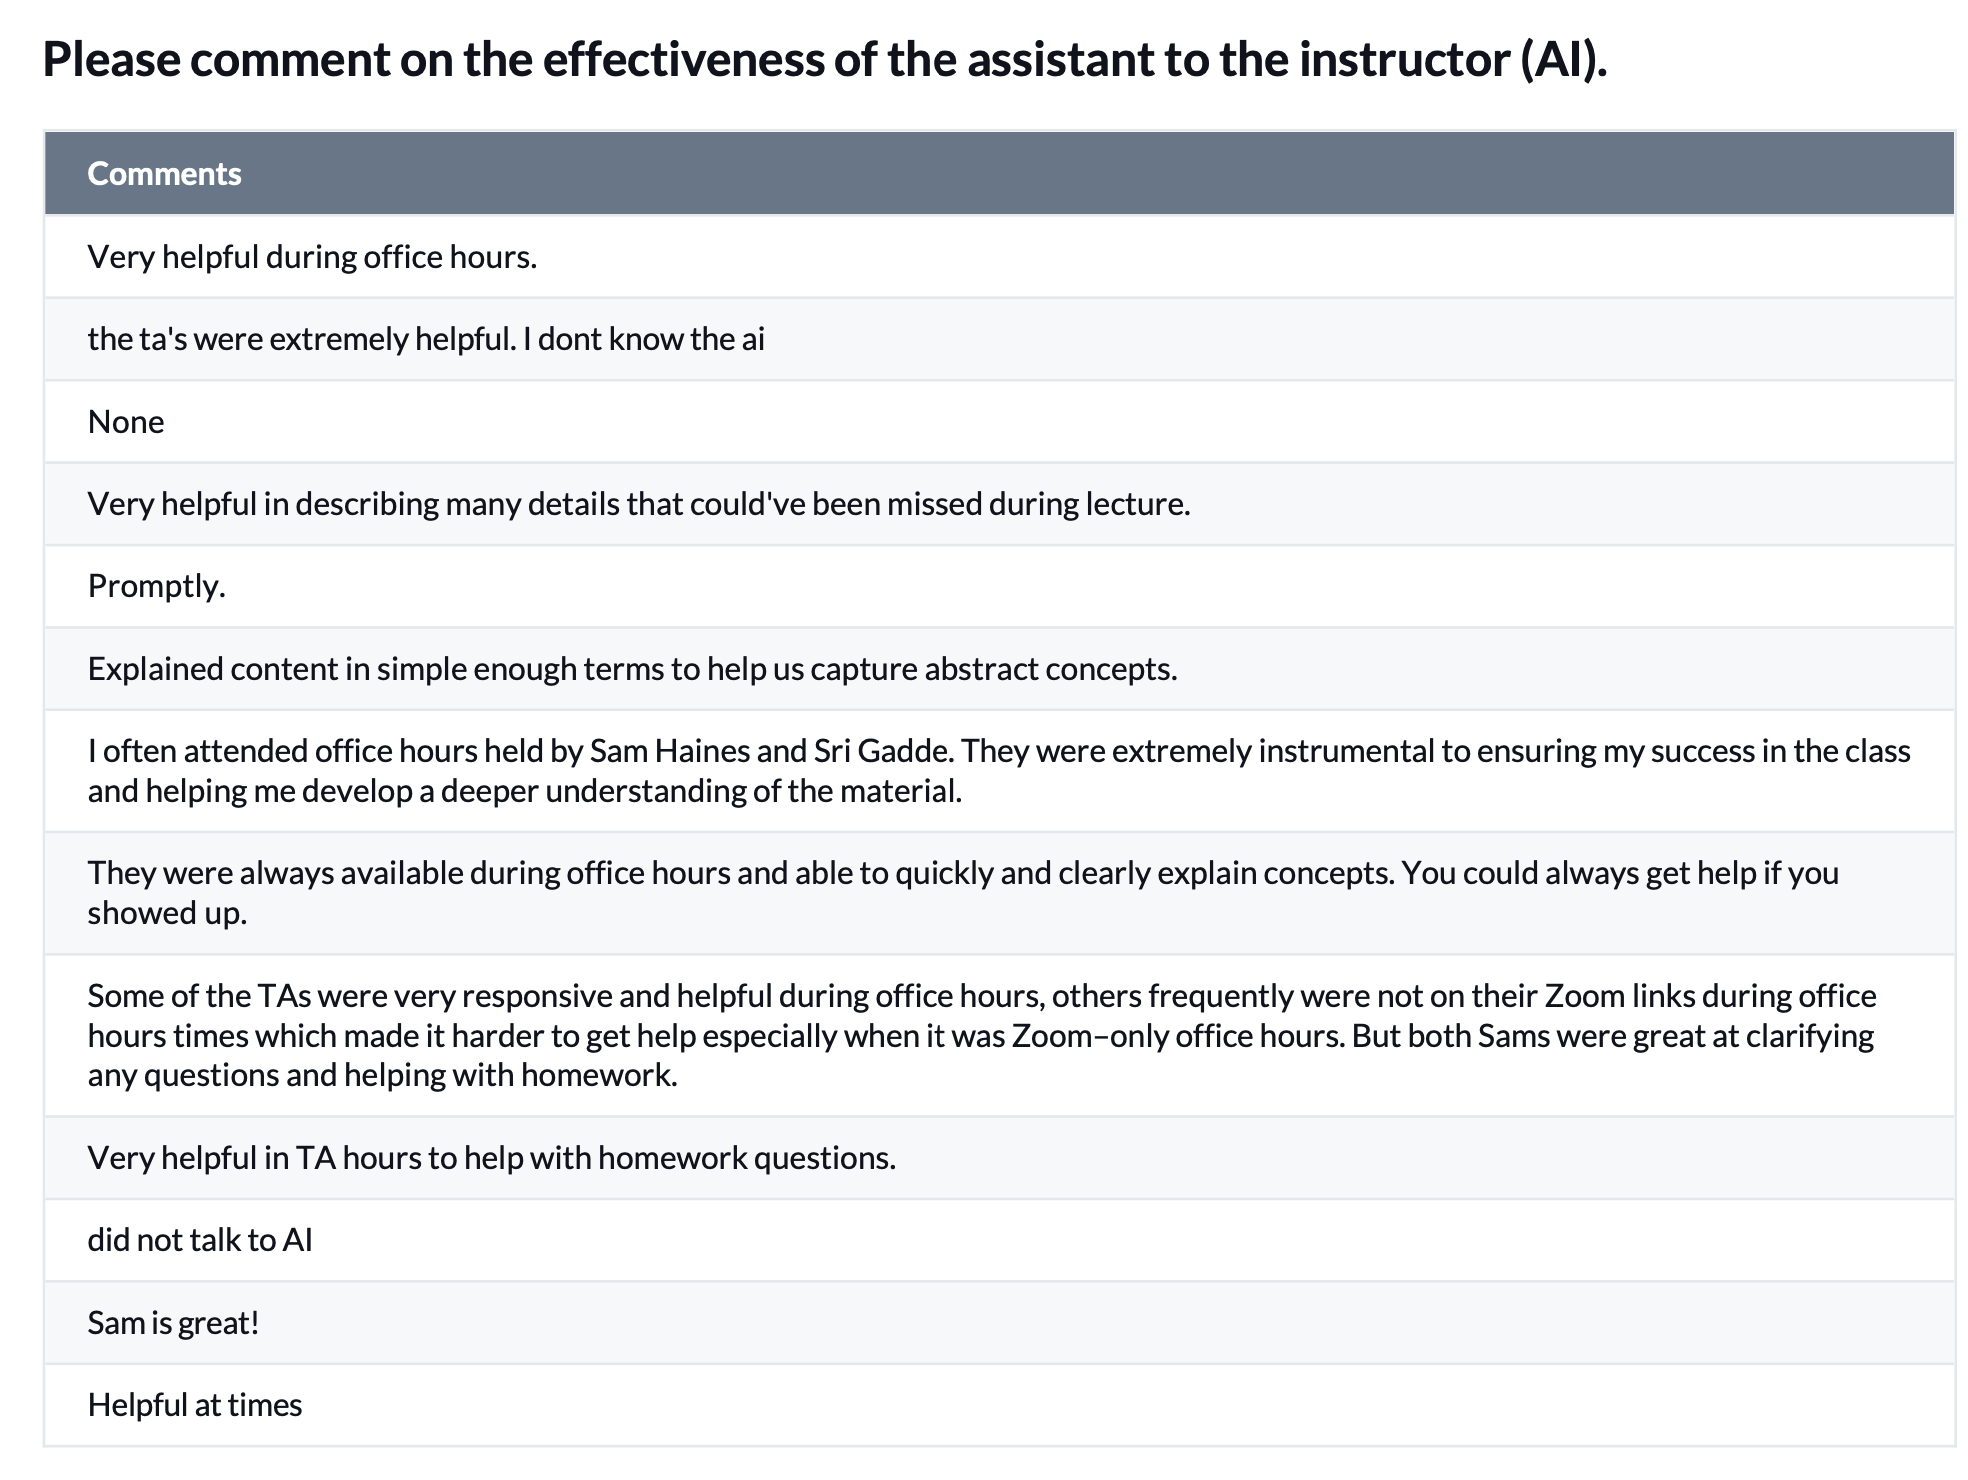 Please comment on the effectiveness of the assistant to the instructor (AI).
Comments
Very helpful during office hours.
the ta's were extremely helpful. I dont know the ai
None
Very helpful in describing many details that could've been missed during lecture.
Promptly.
Explained content in simple enough terms to help us capture abstract concepts.
I often attended office hours held by Sam Haines and Sri Gadde. They were extremely instrumental to ensuring my success in the class
and helping me develop a deeper understanding of the material.
They were always available during office hours and able to quickly and clearly explain concepts. You could always get help if you
showed up.
Some of the TAs were very responsive and helpful during office hours, others frequently were not on their Zoom links during office
hours times which made it harder to get help especially when it was Zoom–only office hours. But both Sams were great at clarifying
any questions and helping with homework.
Very helpful in TA hours to help with homework questions.
did not talk to AI
Sam is great!
Helpful at times